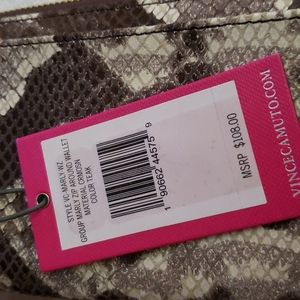 STYLE VC-MARLY-WZ
GROUP MARLY ZIP AROUND WALLET
MATERIAL COMOSN
COLOR TEAK
1 90662 44575 9
MSRP $108.00
VINCECAMUTO.COM